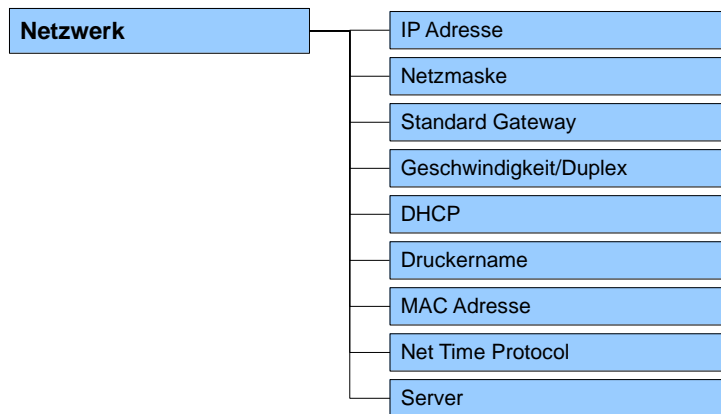 Netzwerk
IP Adresse
Netzmaske
Standard Gateway
Geschwindigkeit/Duplex
DHCP
Druckername
MAC Adresse
Net Time Protocol
Server